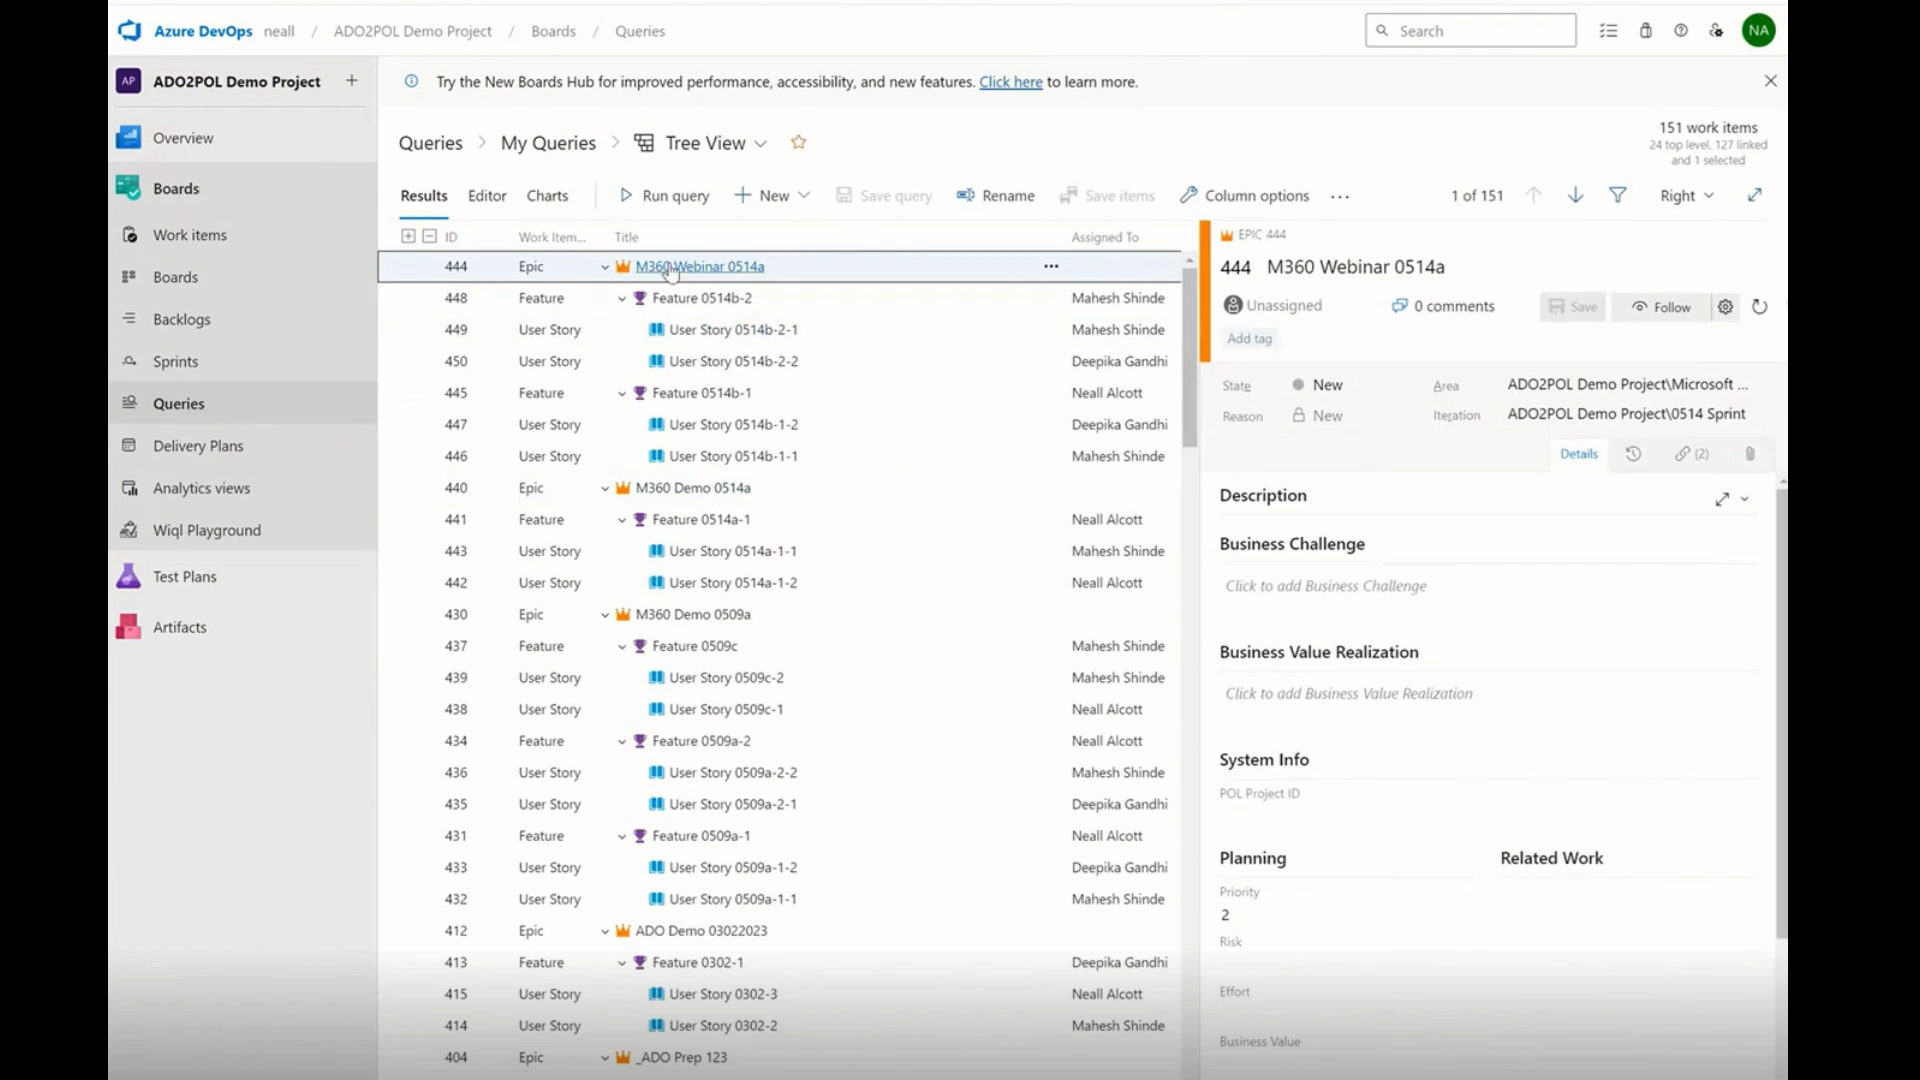 Azure DevOps neall / ADO2POL Demo Project / Boards / Queries Search NA
AP ADO2POL Demo Project
Try the New Boards Hub for improved performance, accessibility, and new features. Click here to learn more.
Overview
Boards
Work items
Boards
Backlogs
Sprints
Queries
Delivery Plans
Analytics views
Wiql Playground
Test Plans
Artifacts
Queries > My Queries > Tree View
151 work items
24 top level, 127 linked
and 1 selected
Results Editor Charts Run query New Save query Rename Save items Column options ... 1 of 151 Right
ID Work Item... Title Assigned To
444 Epic M360 Webinar 0514a ...
448 Feature Feature 0514b-2 Mahesh Shinde
449 User Story User Story 0514b-2-1 Mahesh Shinde
450 User Story User Story 0514b-2-2 Deepika Gandhi
445 Feature Feature 0514b-1 Neall Alcott
447 User Story User Story 0514b-1-2 Deepika Gandhi
446 User Story User Story 0514b-1-1 Mahesh Shinde
440 Epic M360 Demo 0514a
441 Feature Feature 0514a-1 Neall Alcott
443 User Story User Story 0514a-1-1 Mahesh Shinde
442 User Story User Story 0514a-1-2 Neall Alcott
430 Epic M360 Demo 0509a
437 Feature Feature 0509c Mahesh Shinde
439 User Story User Story 0509c-2 Mahesh Shinde
438 User Story User Story 0509c-1 Neall Alcott
434 Feature Feature 0509a-2 Neall Alcott
436 User Story User Story 0509a-2-2 Mahesh Shinde
435 User Story User Story 0509a-2-1 Deepika Gandhi
431 Feature Feature 0509a-1 Neall Alcott
433 User Story User Story 0509a-1-2 Deepika Gandhi
432 User Story User Story 0509a-1-1 Mahesh Shinde
412 Epic ADO Demo 03022023
413 Feature Feature 0302-1 Deepika Gandhi
415 User Story User Story 0302-3 Neall Alcott
414 User Story User Story 0302-2 Mahesh Shinde
404 Epic _ADO Prep 123
EPIC 444
444 M360 Webinar 0514a
Unassigned 0 comments Save Follow
Add tag
State New Area ADO2POL Demo Project\Microsoft ...
Reason New Iteration ADO2POL Demo Project\0514 Sprint
Details (2)
Description
Business Challenge
Click to add Business Challenge
Business Value Realization
Click to add Business Value Realization
System Info
POL Project ID
Planning Related Work
Priority
2
Risk
Effort
Business Value